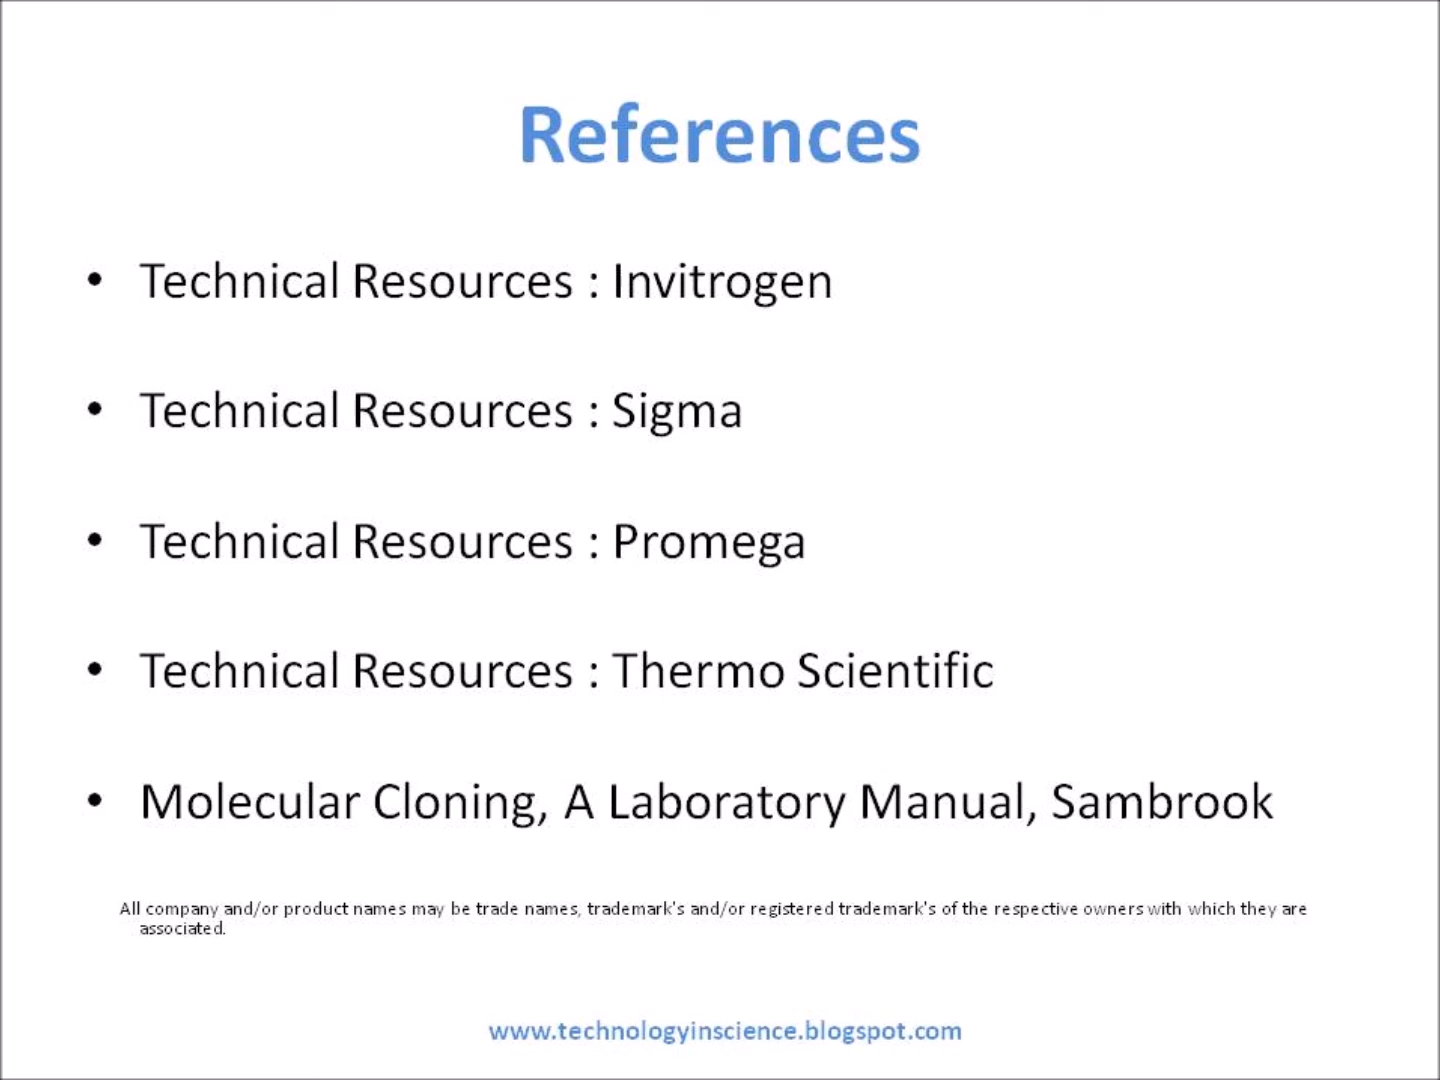 References
• Technical Resources : Invitrogen
• Technical Resources : Sigma
• Technical Resources : Promega
• Technical Resources : Thermo Scientific
• Molecular Cloning, A Laboratory Manual, Sambrook
All company and/or product names may be trade names, trademark's and/or registered trademark's of the respective owners with which they are
associated.
www.technologyinscience.blogspot.com